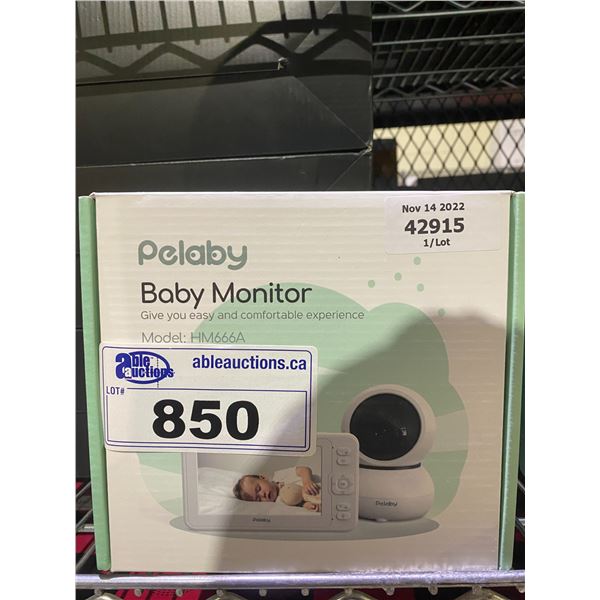 Nov 14 2022
42915
1/Lot
Pelaby
Baby Monitor
Give you easy and comfortable experience
Model: HM666A
able auctions
ableauctions.ca
LOT#
850
Pelaby
Pelaby